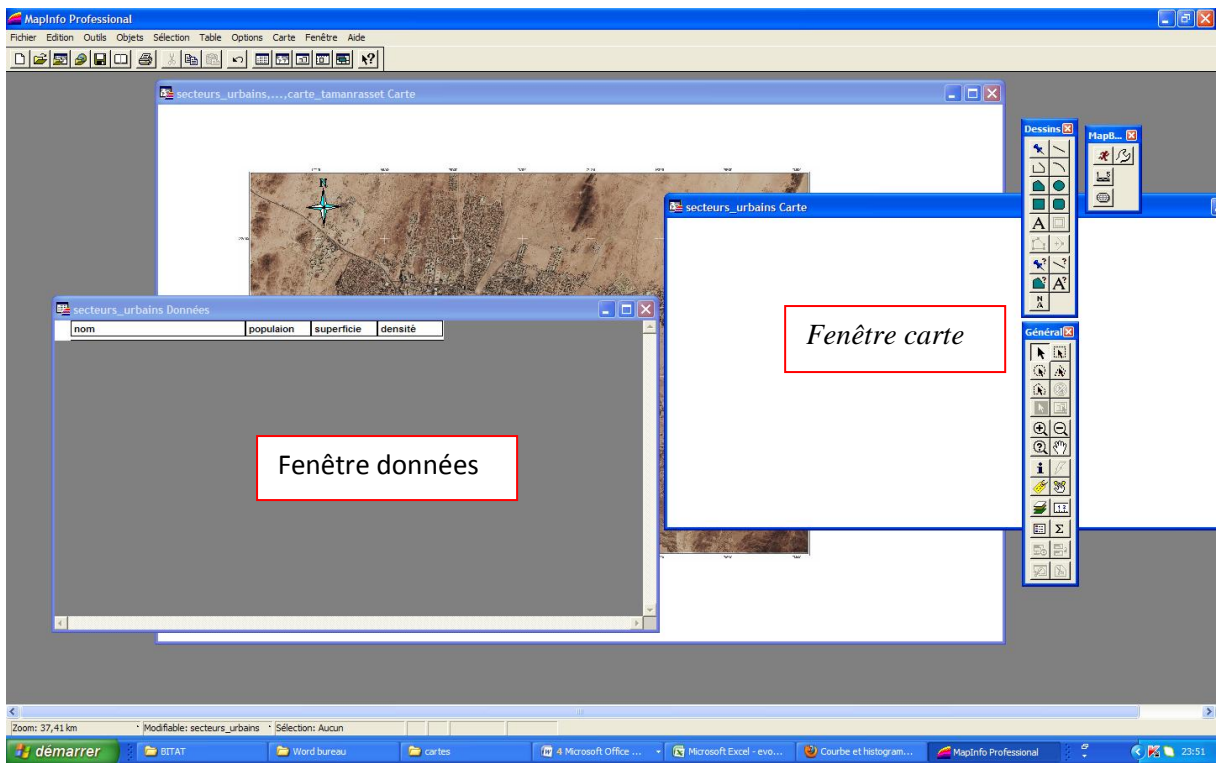 MapInfo Professional
Fichier Edition Outils Objets Sélection Table Options Carte Fenêtre Aide
secteurs_urbains,...,carte_tamanrasset Carte
Dessins
MapB...
N
secteurs_urbains Carte
secteurs_urbains Données
nom populaion superficie densité
Fenêtre carte
Général
Fenêtre données
Zoom: 37,41 km Modifiable: secteurs_urbains Sélection: Aucun
démarrer BITAT Word bureau cartes 4 Microsoft Office ... Microsoft Excel - evo... Courbe et histogram... MapInfo Professional 23:51